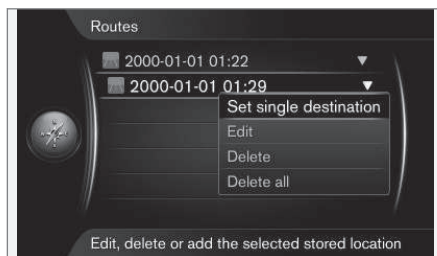 Routes
2000-01-01 01:22
2000-01-01 01:29
Set single destination
Edit
Delete
Delete all
Edit, delete or add the selected stored location